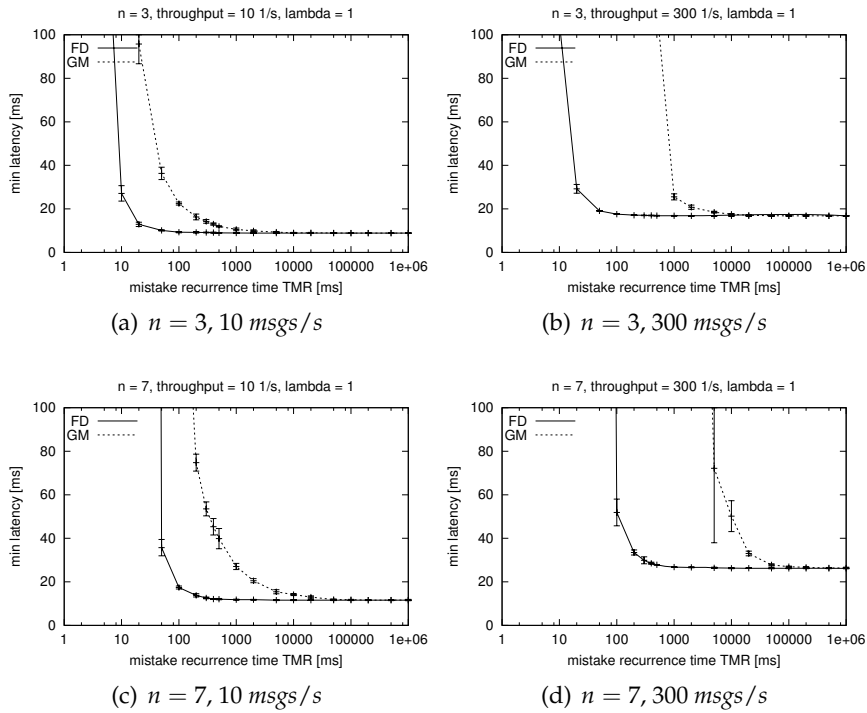 n = 3, throughput = 10 1/s, lambda = 1
100
80
60
40
20
0
min latency [ms]
FD
GM
1 10 100 1000 10000 100000 1e+06
mistake recurrence time TMR [ms]
(a) n = 3, 10 msgs/s
n = 3, throughput = 300 1/s, lambda = 1
100
80
60
40
20
0
min latency [ms]
FD
GM
1 10 100 1000 10000 100000 1e+06
mistake recurrence time TMR [ms]
(b) n = 3, 300 msgs/s
n = 7, throughput = 10 1/s, lambda = 1
100
80
60
40
20
0
min latency [ms]
FD
GM
1 10 100 1000 10000 100000 1e+06
mistake recurrence time TMR [ms]
(c) n = 7, 10 msgs/s
n = 7, throughput = 300 1/s, lambda = 1
100
80
60
40
20
0
min latency [ms]
FD
GM
1 10 100 1000 10000 100000 1e+06
mistake recurrence time TMR [ms]
(d) n = 7, 300 msgs/s